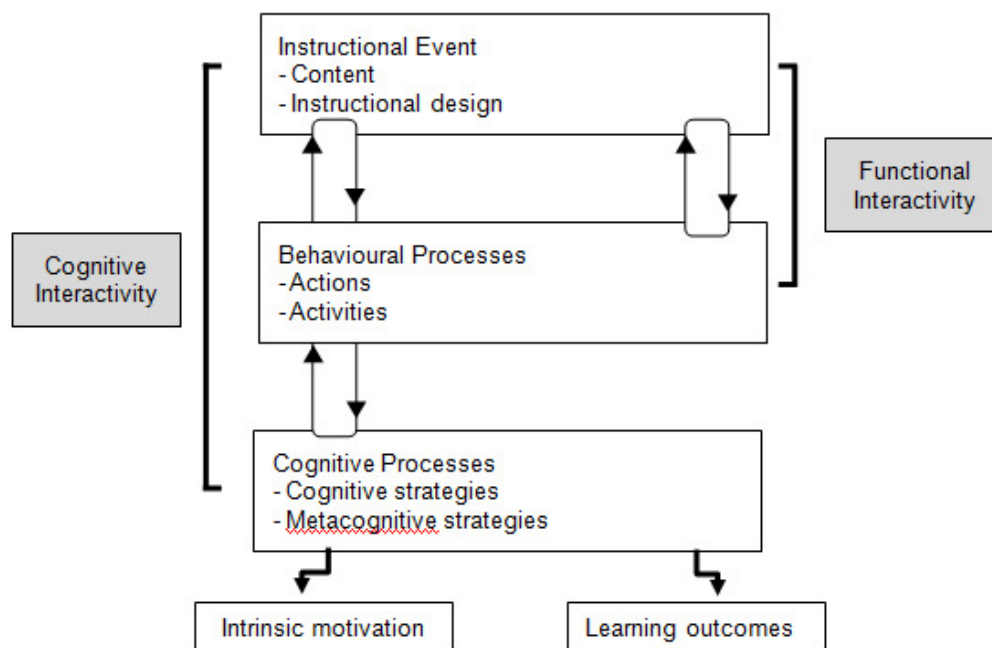 Instructional Event
- Content
- Instructional design
Functional
Interactivity
Behavioural Processes
-Actions
-Activities
Cognitive
Interactivity
Cognitive Processes
- Cognitive strategies
- Metacognitive strategies
Intrinsic motivation
Learning outcomes